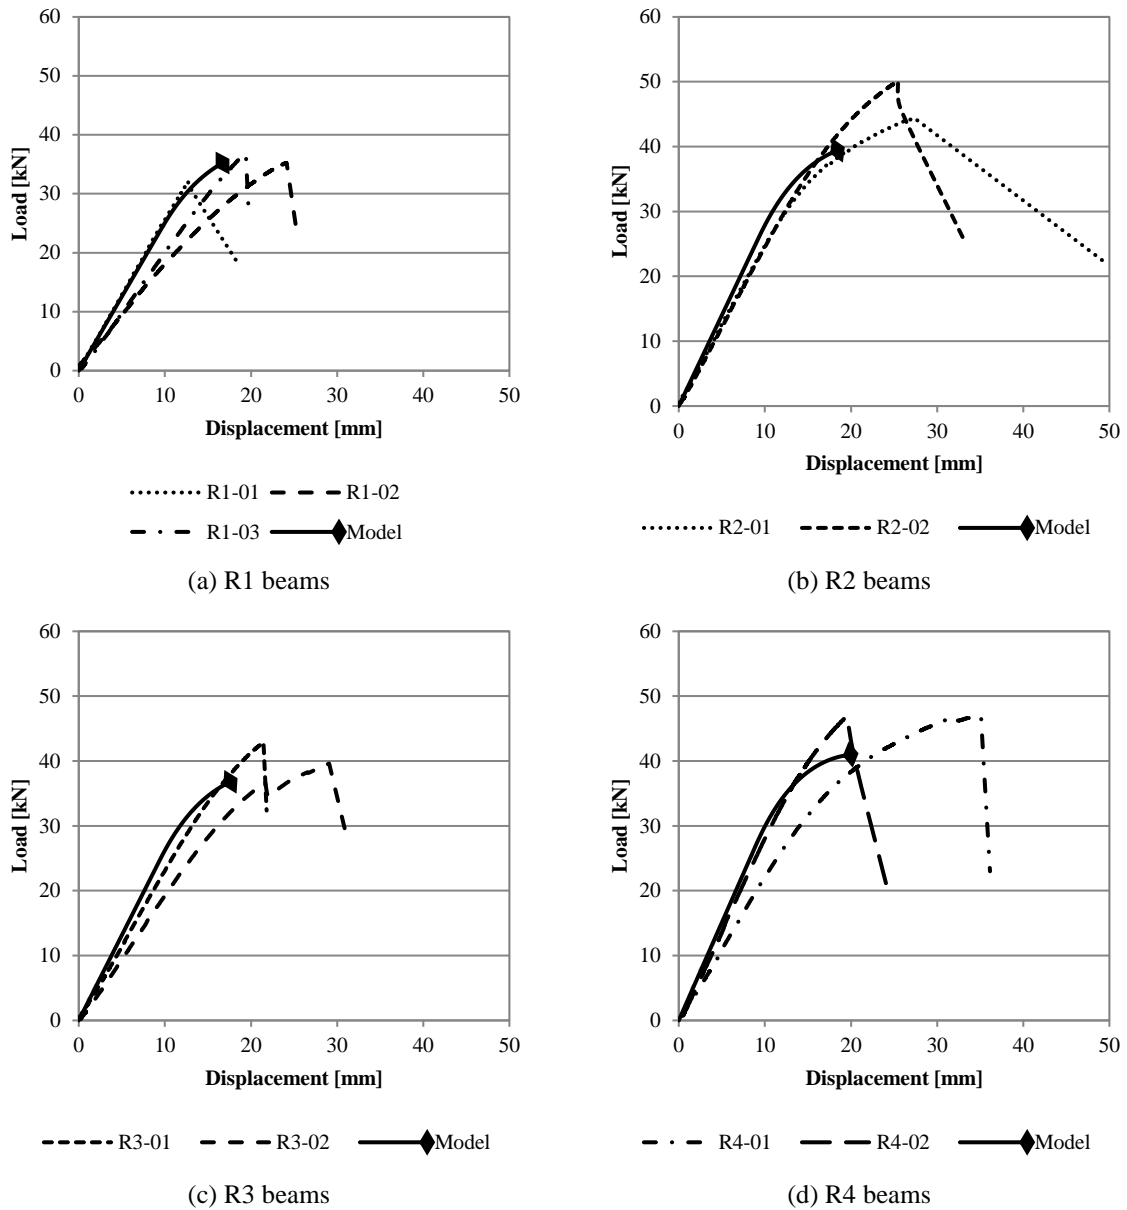 60
50
40
30
20
10
0
Load [kN]
0 10 20 30 40 50
Displacement [mm]
R1-01 R1-02
R1-03 Model
(a) R1 beams
60
50
40
30
20
10
0
Load [kN]
0 10 20 30 40 50
Displacement [mm]
R2-01 R2-02 Model
(b) R2 beams
60
50
40
30
20
10
0
Load [kN]
0 10 20 30 40 50
Displacement [mm]
R3-01 R3-02 Model
(c) R3 beams
60
50
40
30
20
10
0
Load [kN]
0 10 20 30 40 50
Displacement [mm]
R4-01 R4-02 Model
(d) R4 beams